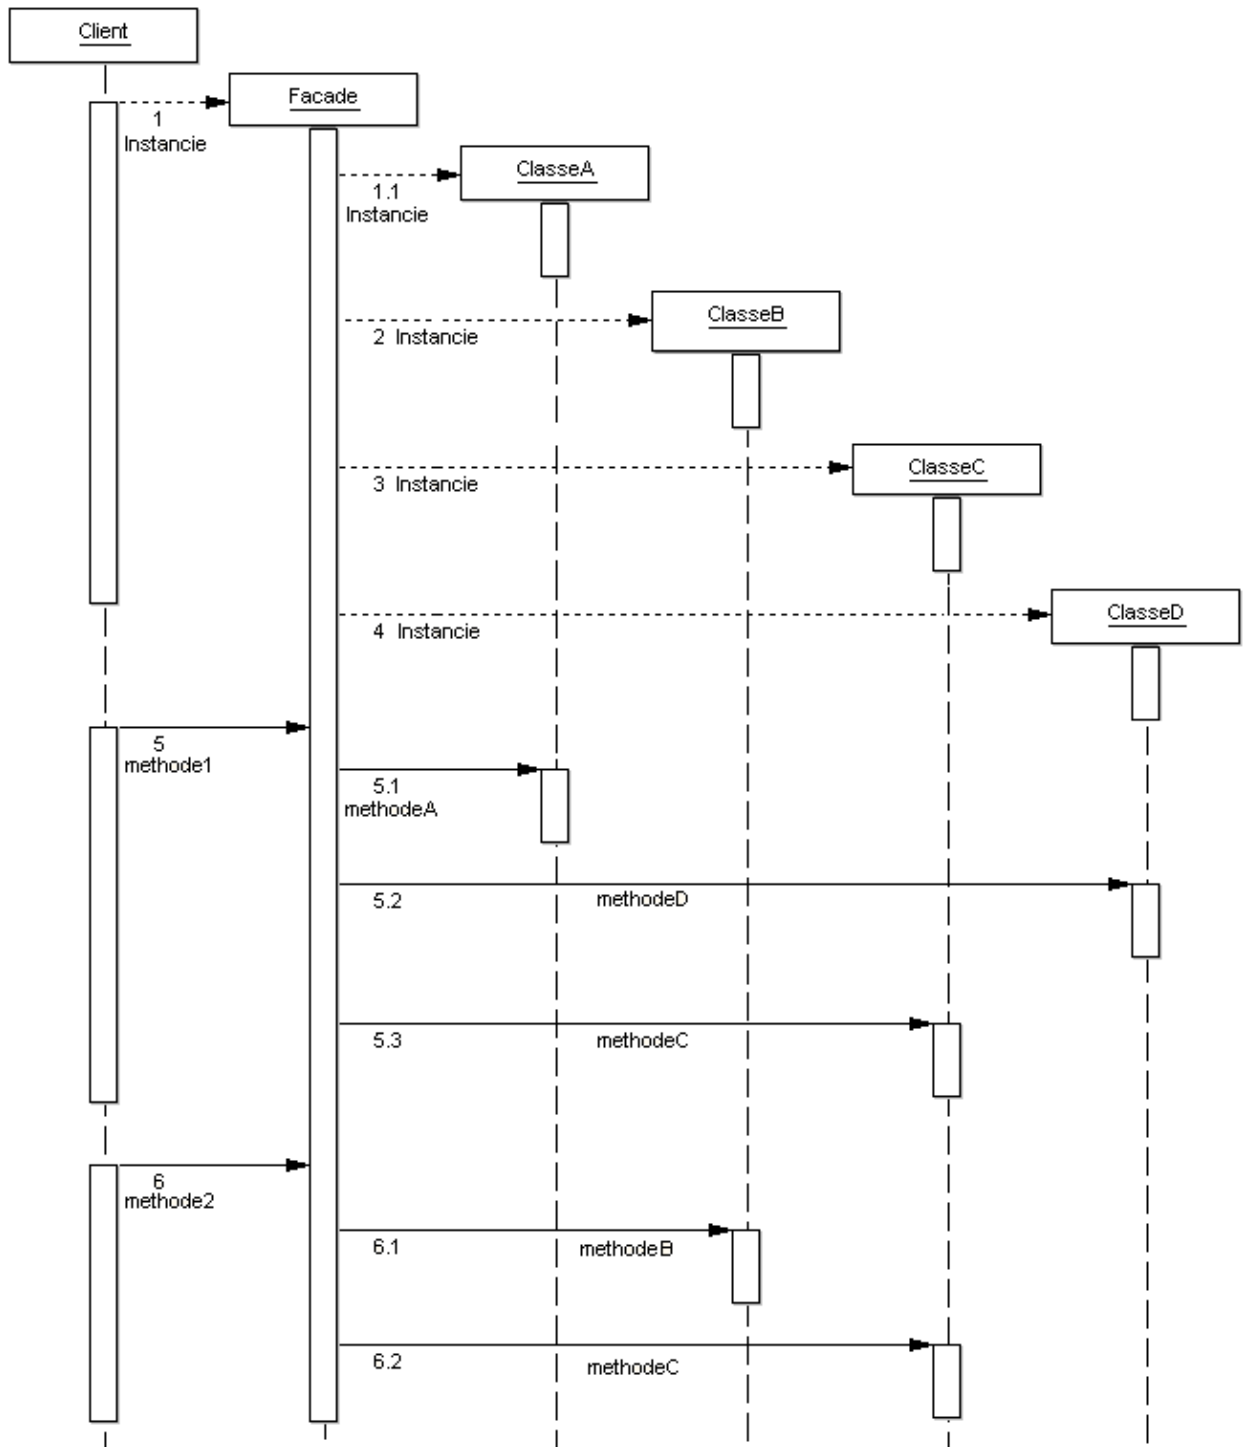 Client
Facade
1
Instancie
ClasseA
1.1
Instancie
ClasseB
2 Instancie
ClasseC
3 Instancie
ClasseD
4 Instancie
5
methode1
5.1
methodeA
5.2 methodeD
5.3 methodeC
6
methode2
6.1 methodeB
6.2 methodeC